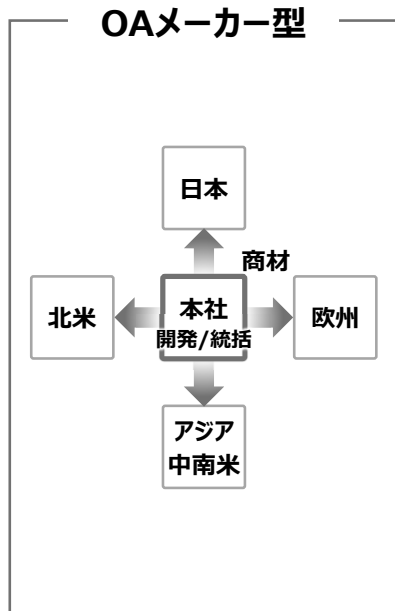 OAメーカー型
日本
商材
北米
本社
開発/統括
欧州
アジア
中南米